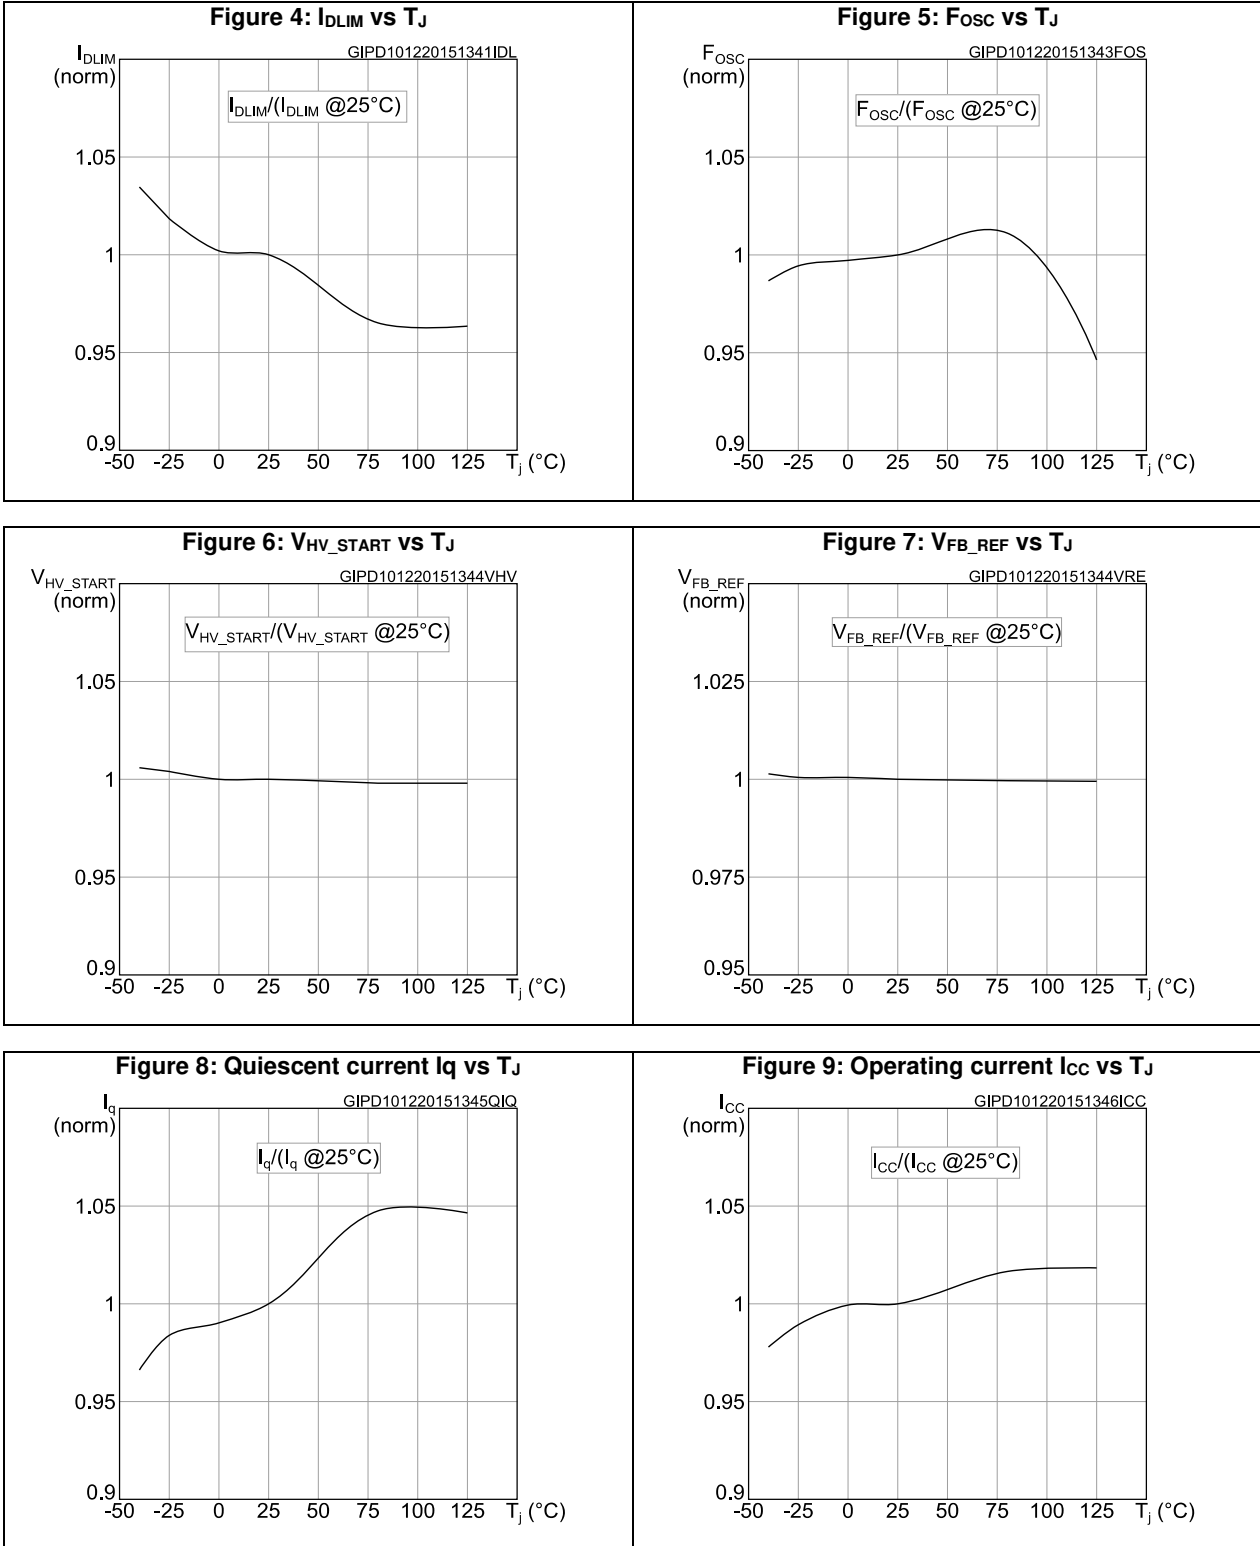 Figure 4: IDLIM vs TJ
GIPD101220151341IDL
IDLIM
(norm)
IDLIM/(IDLIM @25°C)
1.05
1
0.95
0.9
-50 -25 0 25 50 75 100 125 Tj (°C)
Figure 5: FOSC vs TJ
GIPD101220151343FOS
FOSC
(norm)
FOSC/(FOSC @25°C)
1.05
1
0.95
0.9
-50 -25 0 25 50 75 100 125 Tj (°C)
Figure 6: VHV_START vs TJ
GIPD101220151344VHV
VHV_START
(norm)
VHV_START/(VHV_START @25°C)
1.05
1
0.95
0.9
-50 -25 0 25 50 75 100 125 Tj (°C)
Figure 7: VFB_REF vs TJ
GIPD101220151344VRE
VFB_REF
(norm)
VFB_REF/(VFB_REF @25°C)
1.025
1
0.975
0.95
-50 -25 0 25 50 75 100 125 Tj (°C)
Figure 8: Quiescent current Iq vs TJ
GIPD101220151345QIQ
Iq
(norm)
Iq/(Iq @25°C)
1.05
1
0.95
0.9
-50 -25 0 25 50 75 100 125 Tj (°C)
Figure 9: Operating current ICC vs TJ
GIPD101220151346ICC
ICC
(norm)
ICC/(ICC @25°C)
1.05
1
0.95
0.9
-50 -25 0 25 50 75 100 125 Tj (°C)